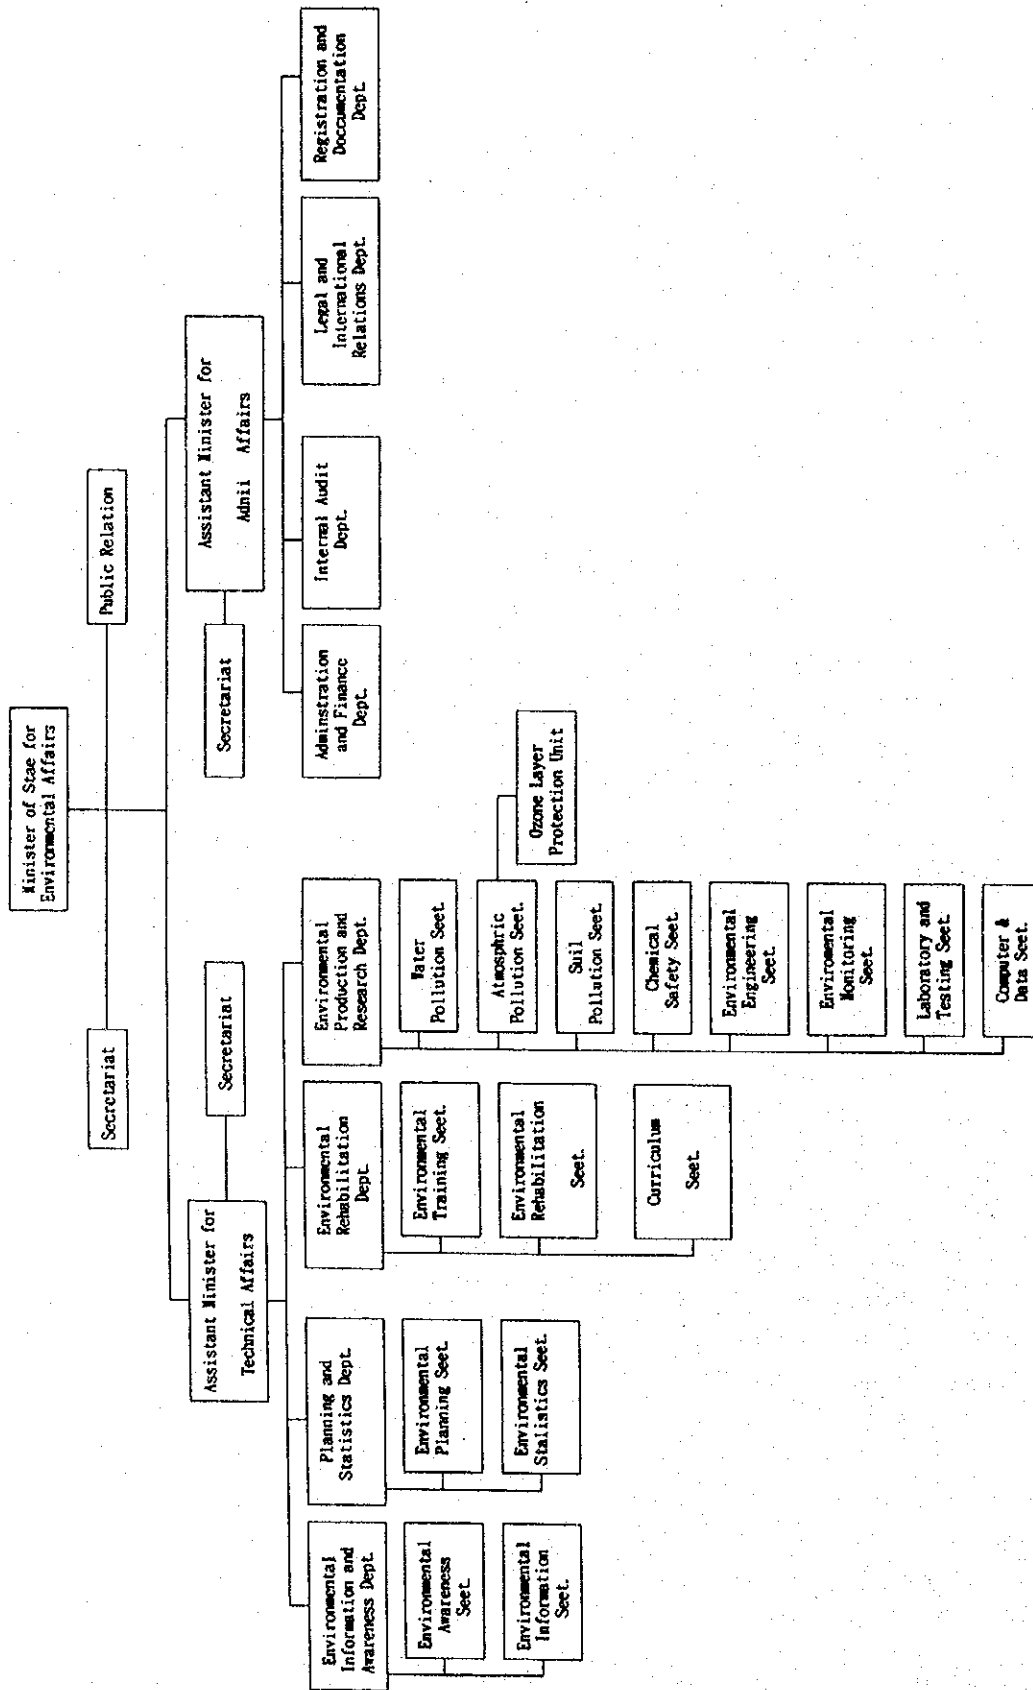 Minister of Stae for
Environmental Affairs
Secretariat
Public Relation
Assistant Minister for
Technical Affairs
Secretariat
Assistant Minister for
Adnii Affairs
Secretariat
Environmental
Information and
Awareness Dept.
Environmental
Awareness
Seet.
Environmental
Information
Seet.
Planning and
Statistics Dept.
Environmental
Planning Seet.
Environmental
Stalistics Seet.
Environmental
Rehabilitation
Dept.
Environmental
Training Seet.
Environmental
Rehabilitation
Seet.
Curriculum
Seet.
Environmental
Production and
Research Dept.
Water
Pollution Seet.
Atmosphric
Pollution Seet.
Ozone Layer
Protection Unit
Suil
Pollution Seet.
Chemical
Safety Seet.
Environmental
Engineering
Seet.
Enviromental
Monitoring
Seet.
Laboratory and
Testing Seet.
Computer &
Data Seet.
Adminstration
and Finance
Dept.
Internal Audit
Dept.
Legal and
International
Relations Dept.
Registration and
Doccumentation
Dept.